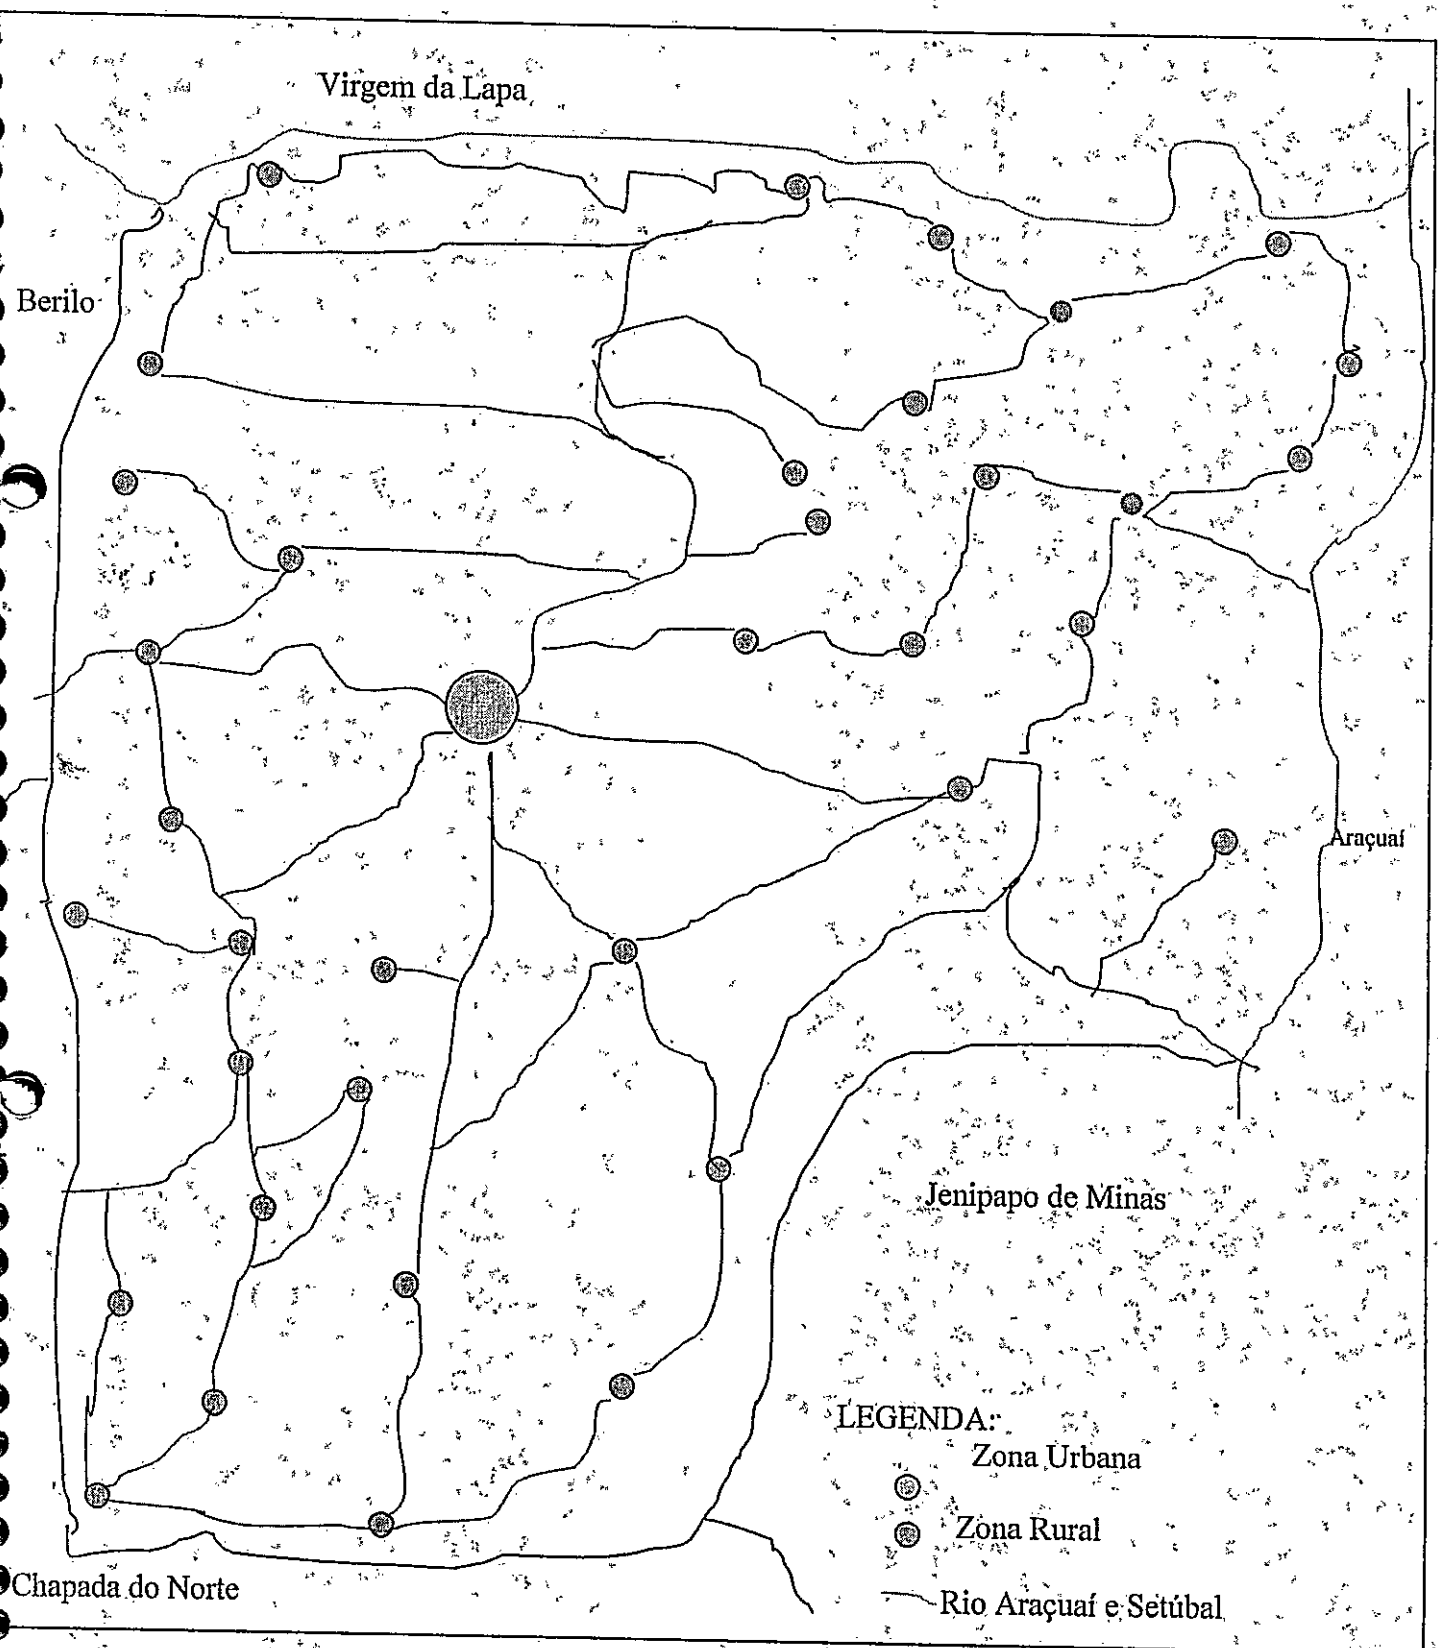 Virgem da Lapa
Berilo
Araçuaí
Jenipapo de Minas
LEGENDA:
Zona Urbana
Zona Rural
Rio Araçuaí e Setúbal
Chapada do Norte